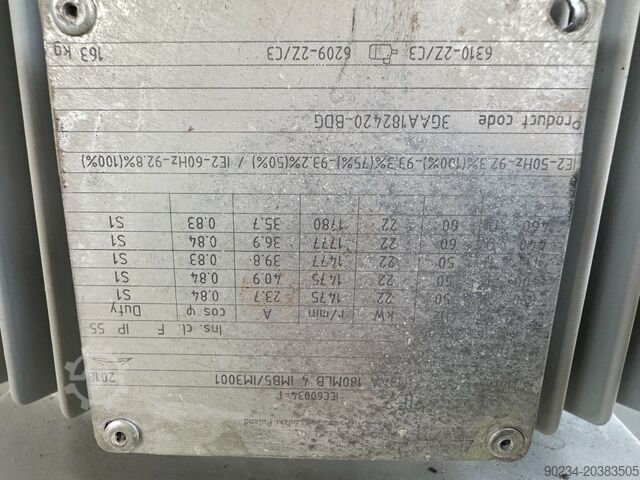 Poland
IEC60034-1
180MLB 4 IMB5/IM3001 2018
Ins. cl. F IP 55
Hz kW r/min A cos φ Duty
50 22 1475 23.7 0.84 S1
50 22 1475 40.9 0.84 S1
50 22 1477 39.8 0.83 S1
440 60 22 1777 36.9 0.84 S1
460 60 22 1780 35.7 0.83 S1
IE2-50Hz-92.3%(100%)-93.3%(75%)-93.2%(50%) / IE2-60Hz-92.8%(100%)
Product code 3GAA182420-BDG
6310-2Z/C3 6209-2Z/C3 163 kg
90234-20383505